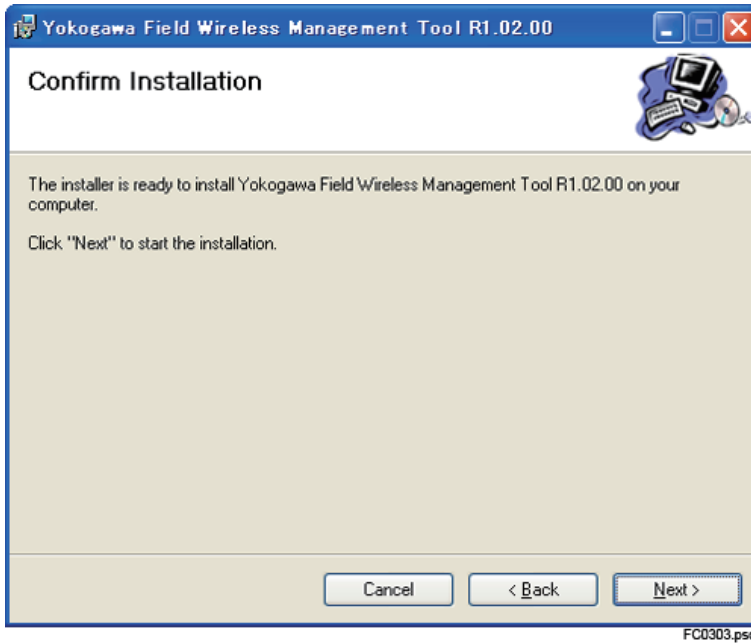 Yokogawa Field Wireless Management Tool R1.02.00
Confirm Installation
The installer is ready to install Yokogawa Field Wireless Management Tool R1.02.00 on your
computer.
Click "Next" to start the installation.
Cancel
< Back
Next >
FC0303.psd